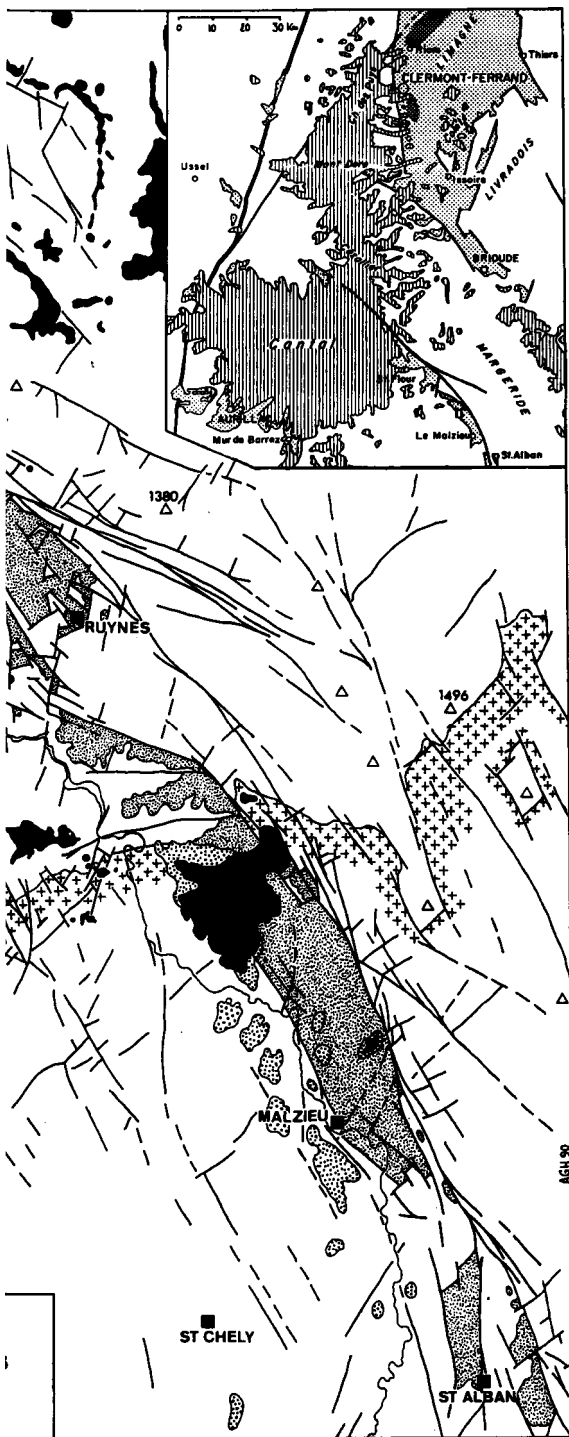 0 10 20 30 Km
LIMAGNE
Riom
Thiers
CLERMONT-FERRAND
Ussel
Mont Dore
Issoire
LIVRADOIS
BRIOUDE
Cantal
MARGERIDE
St Flour
AURILLAC
Mur de Barrez
Le Malzieu
St.Alban
1380
RUYNES
1496
MALZIEU
AGH 90
ST CHELY
ST ALBAN